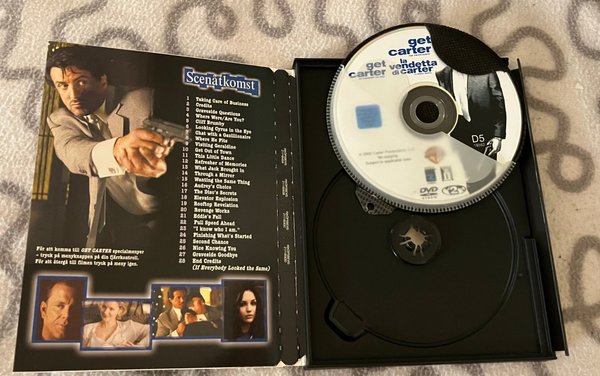 Scenåtkomst
1 Taking Care of Business
2 Credits
3 Graveside Questions
4 Where Were/Are You?
5 Cliff Brumby
6 Looking Cyrus in the Eye
7 Chat with a Gazillionaire
8 Where He Fits
9 Visiting Geraldine
10 Get Out of Town
11 This Little Dance
12 Refresher of Memories
13 What Jack Brought in
14 Through a Mirror
15 Wanting the Same Thing
16 Audrey's Choice
17 The Disc's Secrets
18 Elevator Explosion
19 Rooftop Revelation
20 Revenge Works
21 Eddie's Fall
22 Full Speed Ahead
23 "I know who I am."
24 Finishing What's Started
25 Second Chance
26 Nice Knowing You
27 Graveside Goodbye
28 End Credits
(If Everybody Looked the Same)
För att komma till GET CARTER specialmenyer
- tryck på menyknappen på din fjärrkontroll.
För att återgå till filmen tryck på meny igen.
get
carter
get
carter
la
vendetta
di carter
D5
DVD
2